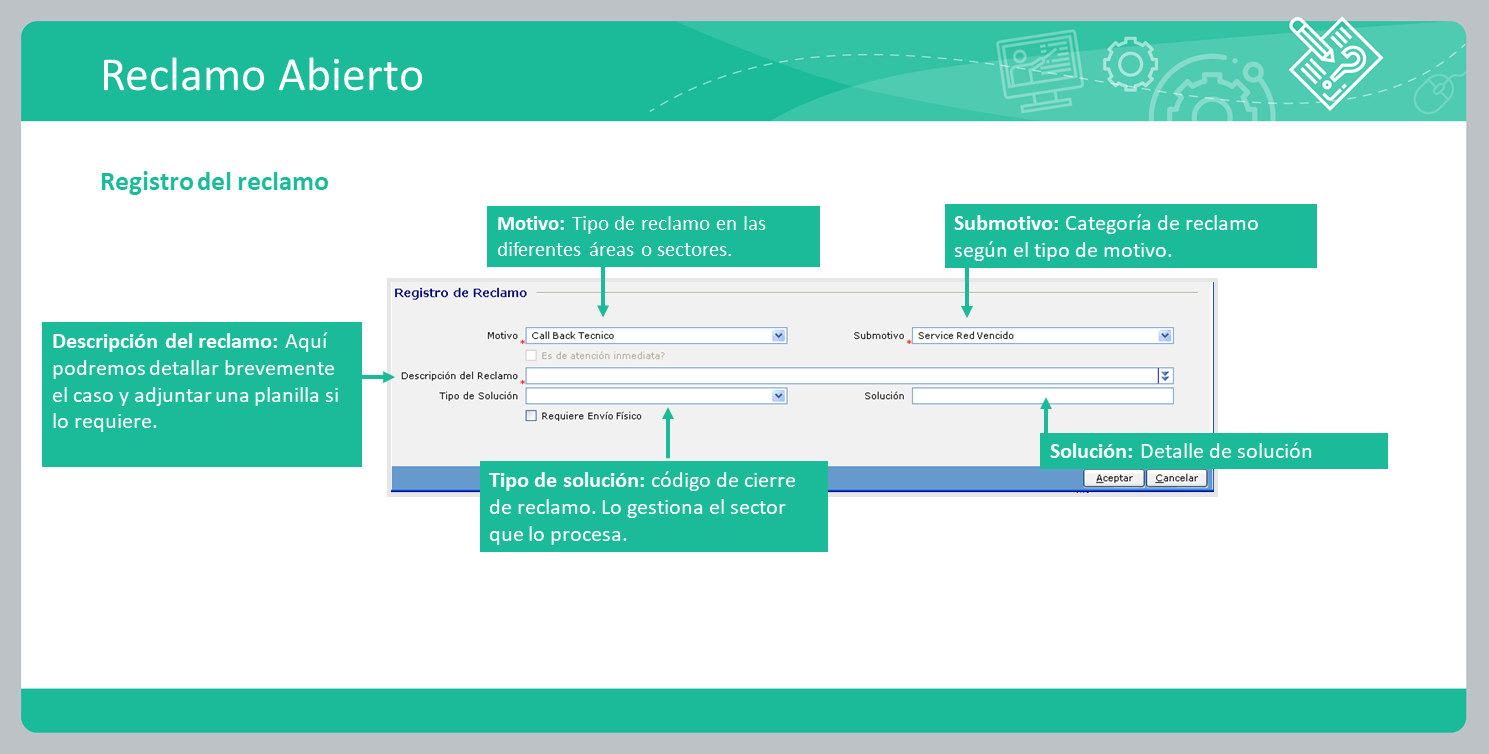 Reclamo Abierto
Registro del reclamo
Motivo: Tipo de reclamo en las
diferentes áreas o sectores.
Submotivo: Categoría de reclamo
según el tipo de motivo.
Registro de Reclamo
Motivo * Call Back Tecnico
Submotivo * Service Red Vencido
Es de atención inmediata?
Descripción del reclamo: Aquí
podremos detallar brevemente
el caso y adjuntar una planilla si
lo requiere.
Descripción del Reclamo *
Tipo de Solución
Solución
Requiere Envío Físico
Solución: Detalle de solución
Tipo de solución: código de cierre
de reclamo. Lo gestiona el sector
que lo procesa.
Aceptar
Cancelar